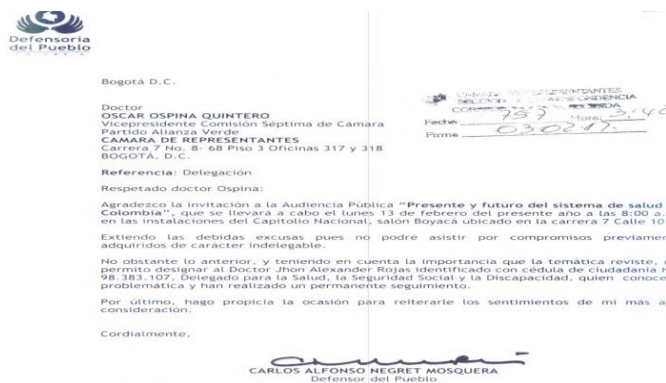 Defensoría
del Pueblo
Bogotá D.C.
Doctor
OSCAR OSPINA QUINTERO
Vicepresidente Comisión Séptima de Cámara
Partido Alianza Verde
CAMARA DE REPRESENTANTES
Carrera 7 No. 8- 68 Piso 3 Oficinas 317 y 318
BOGOTÁ, D.C.
Fecha 757 Hora: 3:40
Firma 030217.
Referencia: Delegación
Respetado doctor Ospina:
Agradezco la invitación a la Audiencia Pública "Presente y futuro del sistema de salud
Colombia", que se llevará a cabo el lunes 13 de febrero del presente año a las 8:00 a.
en las instalaciones del Capitolio Nacional, salón Boyacá ubicado en la carrera 7 Calle 10
Extiendo las debidas excusas pues no podré asistir por compromisos previame
adquiridos de carácter indelegable.
No obstante lo anterior, y teniendo en cuenta la importancia que la temática reviste,
permito designar al Doctor Jhon Alexander Rojas identificado con cédula de ciudadanía N
98.383.107, Delegado para la Salud, la Seguridad Social y la Discapacidad, quien conoce
problemática y han realizado un permanente seguimiento.
Por último, hago propicia la ocasión para reiterarle los sentimientos de mi más a
consideración.
Cordialmente,
CARLOS ALFONSO NEGRET MOSQUERA
Defensor del Pueblo